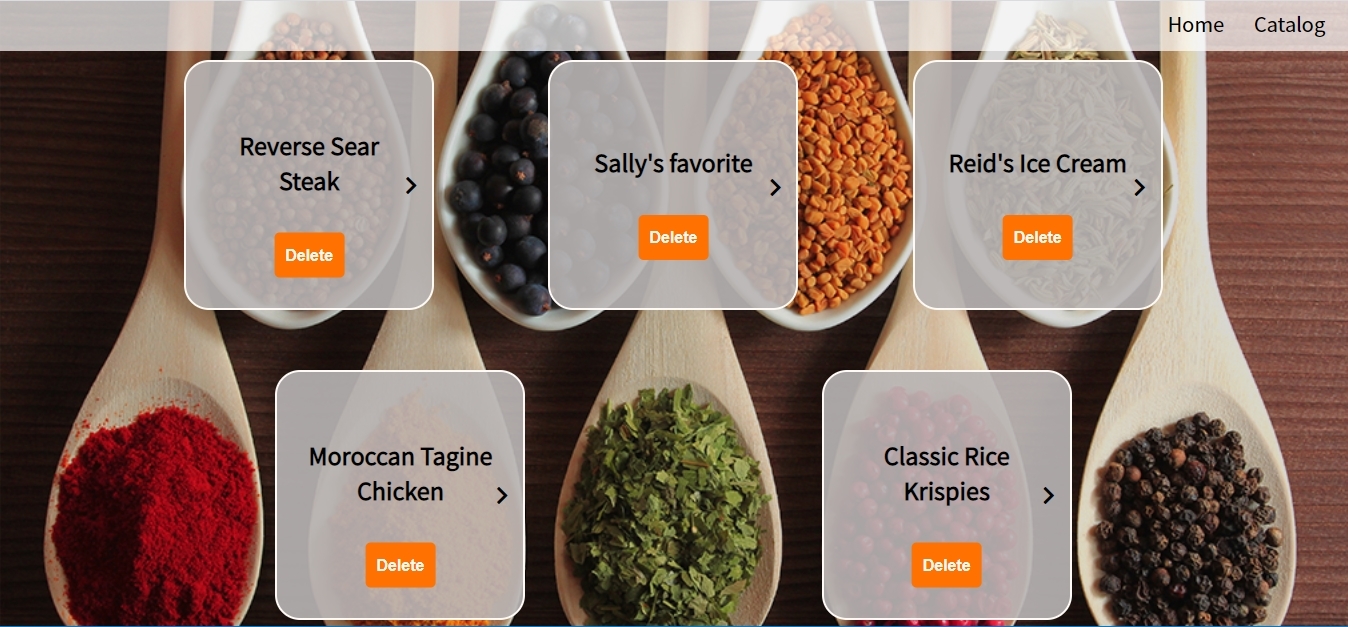 Home Catalog
Reverse Sear
Steak
Delete
Sally's favorite
Delete
Reid's Ice Cream
Delete
Moroccan Tagine
Chicken
Delete
Classic Rice
Krispies
Delete